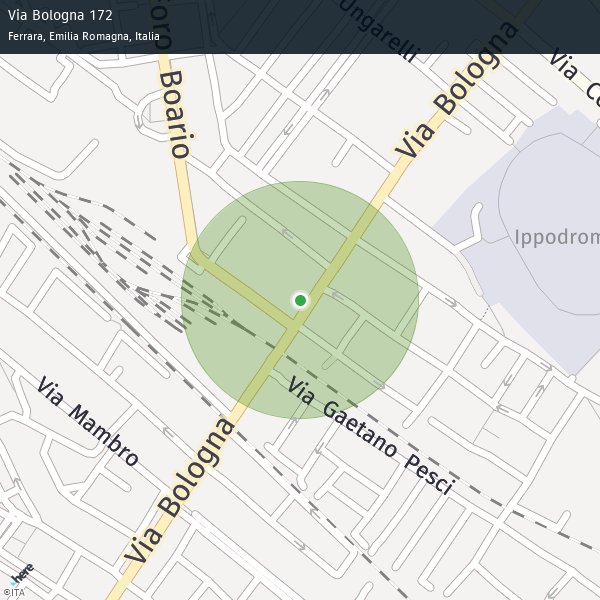 Via Bologna 172
Ferrara, Emilia Romagna, Italia
Foro Boario
Ungarelli
Via Bologna
Via Co
Ippodrom
Via Mambro
Via Gaetano Pesci
Via Bologna
here
©ITA